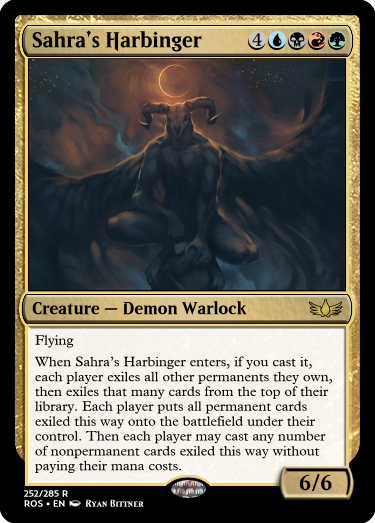 Sahra's Harbinger 4
Creature — Demon Warlock
Flying
When Sahra's Harbinger enters, if you cast it,
each player exiles all other permanents they own,
then exiles that many cards from the top of their
library. Each player puts all permanent cards
exiled this way onto the battlefield under their
control. Then each player may cast any number
of nonpermanent cards exiled this way without
paying their mana costs.
6/6
252/285 R
ROS • EN Ryan Bittner